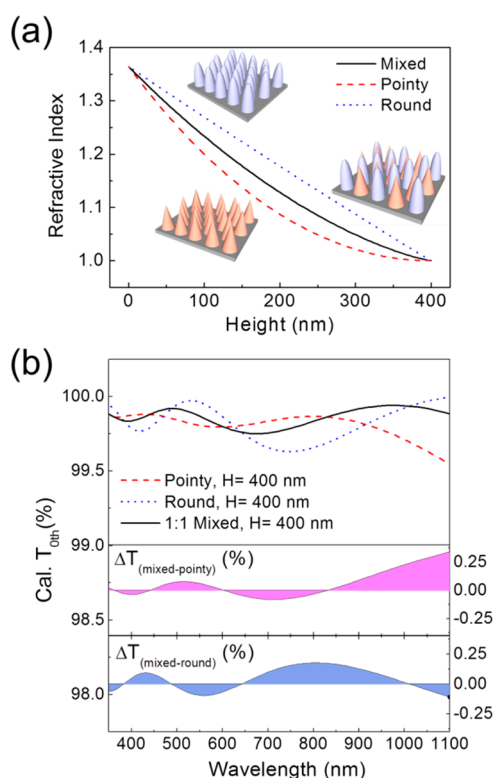 (a)
1.4
1.3
1.2
1.1
1.0
Refractive Index
Mixed
Pointy
Round
0 100 200 300 400
Height (nm)
(b)
100.0
99.5
99.0
98.5
98.0
Cal. T0th(%)
Pointy, H= 400 nm
Round, H= 400 nm
1:1 Mixed, H= 400 nm
ΔT(mixed-pointy) (%)
0.25
0.00
-0.25
ΔT(mixed-round) (%)
0.25
0.00
-0.25
400 500 600 700 800 900 1000 1100
Wavelength (nm)